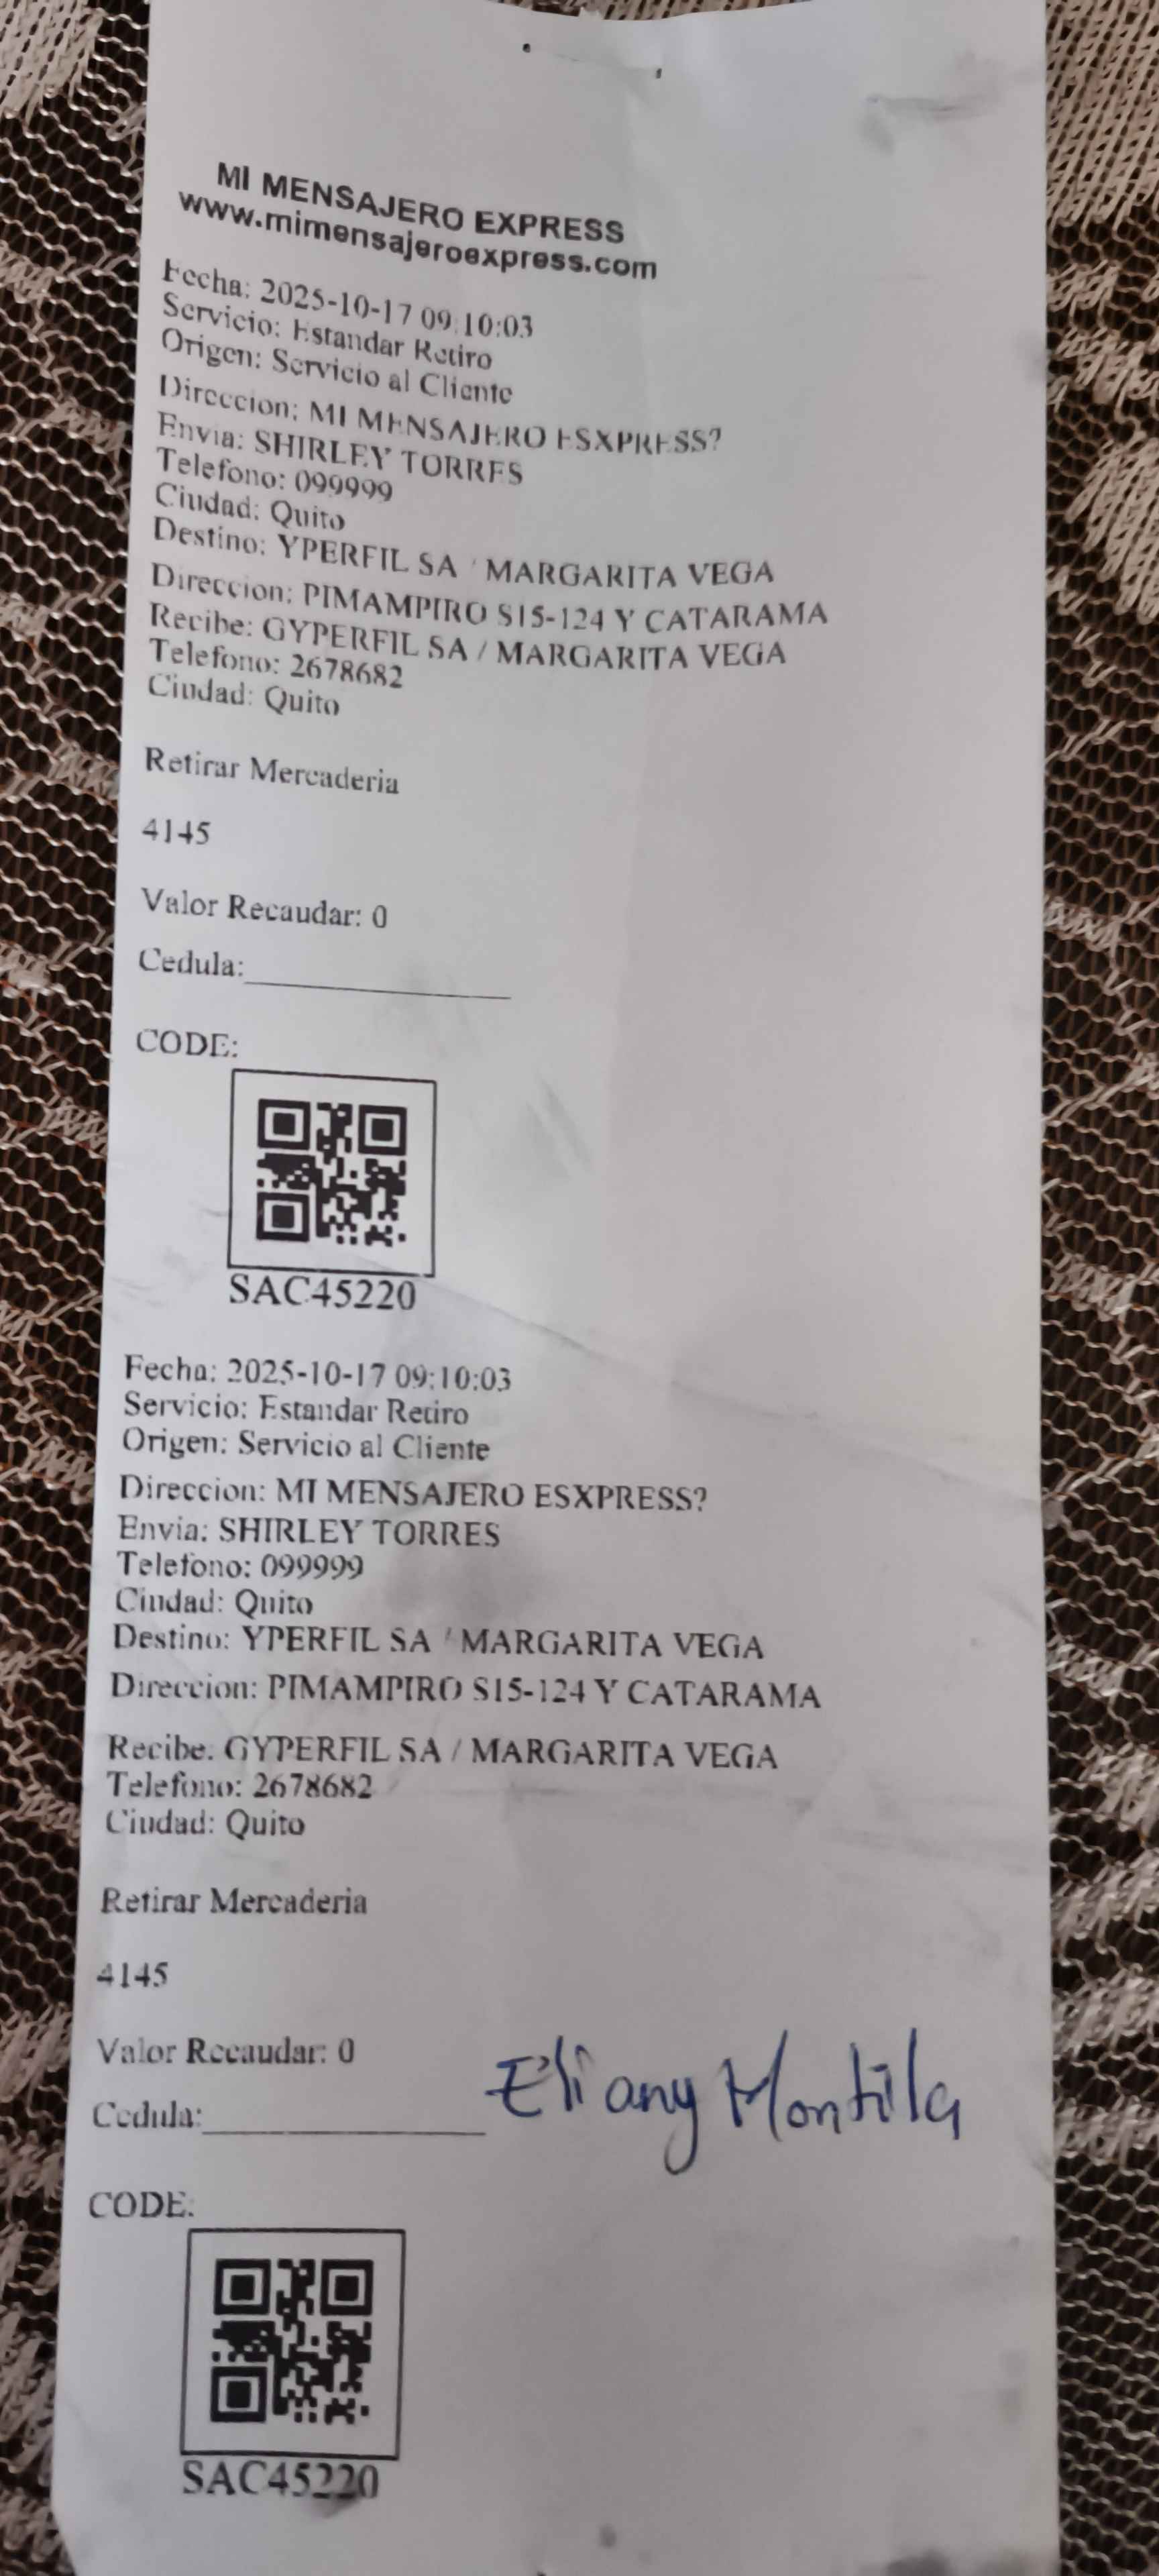 MI MENSAJERO EXPRESS
www.mimensajeroexpress.com
Fecha: 2025-10-17 09:10:03
Servicio: Estandar Retiro
Origen: Servicio al Cliente
Direccion: MI MENSAJERO ESXPRESS?
Envia: SHIRLEY TORRES
Telefono: 099999
Ciudad: Quito
Destino: YPERFIL SA / MARGARITA VEGA
Direccion: PIMAMPIRO S15-124 Y CATARAMA
Recibe: GYPERFIL SA / MARGARITA VEGA
Telefono: 2678682
Ciudad: Quito
Retirar Mercaderia
4145
Valor Recaudar: 0
Cedula:
CODE:
SAC45220
Fecha: 2025-10-17 09:10:03
Servicio: Estandar Retiro
Origen: Servicio al Cliente
Direccion: MI MENSAJERO ESXPRESS?
Envia: SHIRLEY TORRES
Telefono: 099999
Ciudad: Quito
Destino: YPERFIL SA / MARGARITA VEGA
Direccion: PIMAMPIRO S15-124 Y CATARAMA
Recibe: GYPERFIL SA / MARGARITA VEGA
Telefono: 2678682
Ciudad: Quito
Retirar Mercaderia
4145
Valor Recaudar: 0
Cedula: Eliany Montila
CODE:
SAC45220